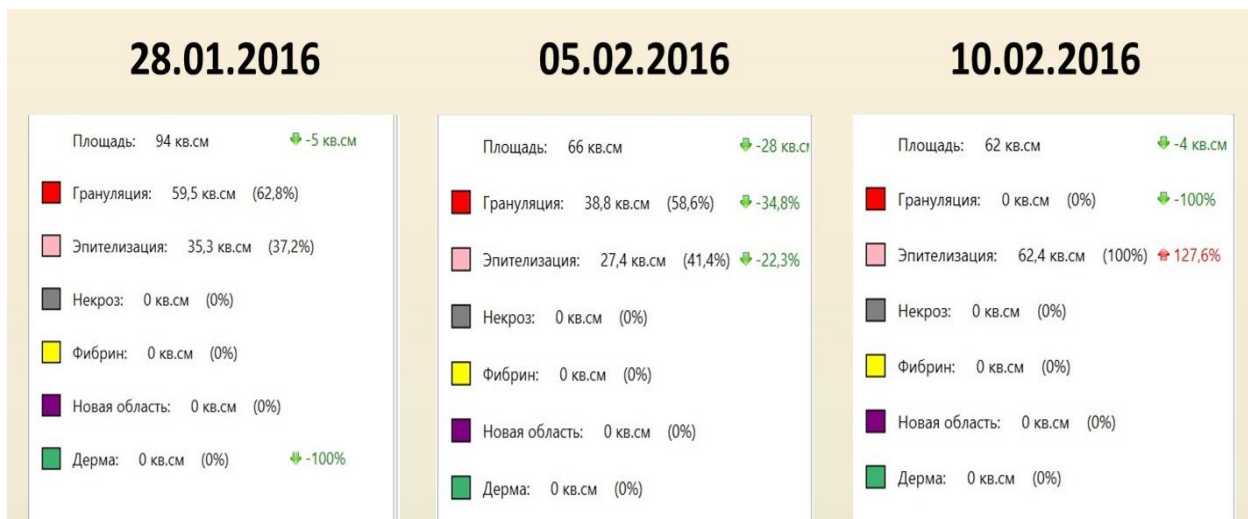 28.01.2016
Площадь: 94 кв.см -5 кв.см
Грануляция: 59,5 кв.см (62,8%)
Эпителизация: 35,3 кв.см (37,2%)
Некроз: 0 кв.см (0%)
Фибрин: 0 кв.см (0%)
Новая область: 0 кв.см (0%)
Дерма: 0 кв.см (0%) -100%
05.02.2016
Площадь: 66 кв.см -28 кв.см
Грануляция: 38,8 кв.см (58,6%) -34,8%
Эпителизация: 27,4 кв.см (41,4%) -22,3%
Некроз: 0 кв.см (0%)
Фибрин: 0 кв.см (0%)
Новая область: 0 кв.см (0%)
Дерма: 0 кв.см (0%)
10.02.2016
Площадь: 62 кв.см -4 кв.см
Грануляция: 0 кв.см (0%) -100%
Эпителизация: 62,4 кв.см (100%) 127,6%
Некроз: 0 кв.см (0%)
Фибрин: 0 кв.см (0%)
Новая область: 0 кв.см (0%)
Дерма: 0 кв.см (0%)